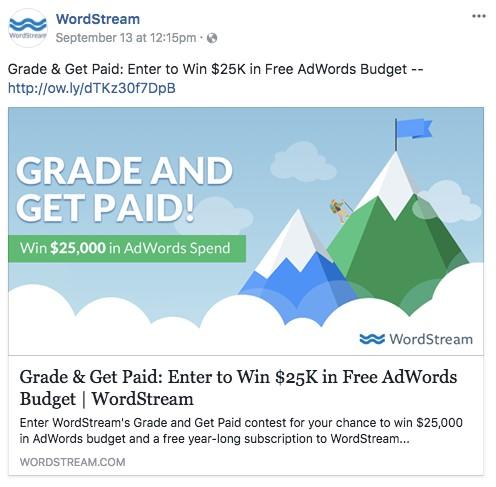 WordStream
WordStream
September 13 at 12:15pm ·
Grade & Get Paid: Enter to Win $25K in Free AdWords Budget --
http://ow.ly/dTKz30f7DpB
GRADE AND
GET PAID!
Win $25,000 in AdWords Spend
WordStream
Grade & Get Paid: Enter to Win $25K in Free AdWords
Budget | WordStream
Enter WordStream's Grade and Get Paid contest for your chance to win $25,000
in AdWords budget and a free year-long subscription to WordStream...
WORDSTREAM.COM